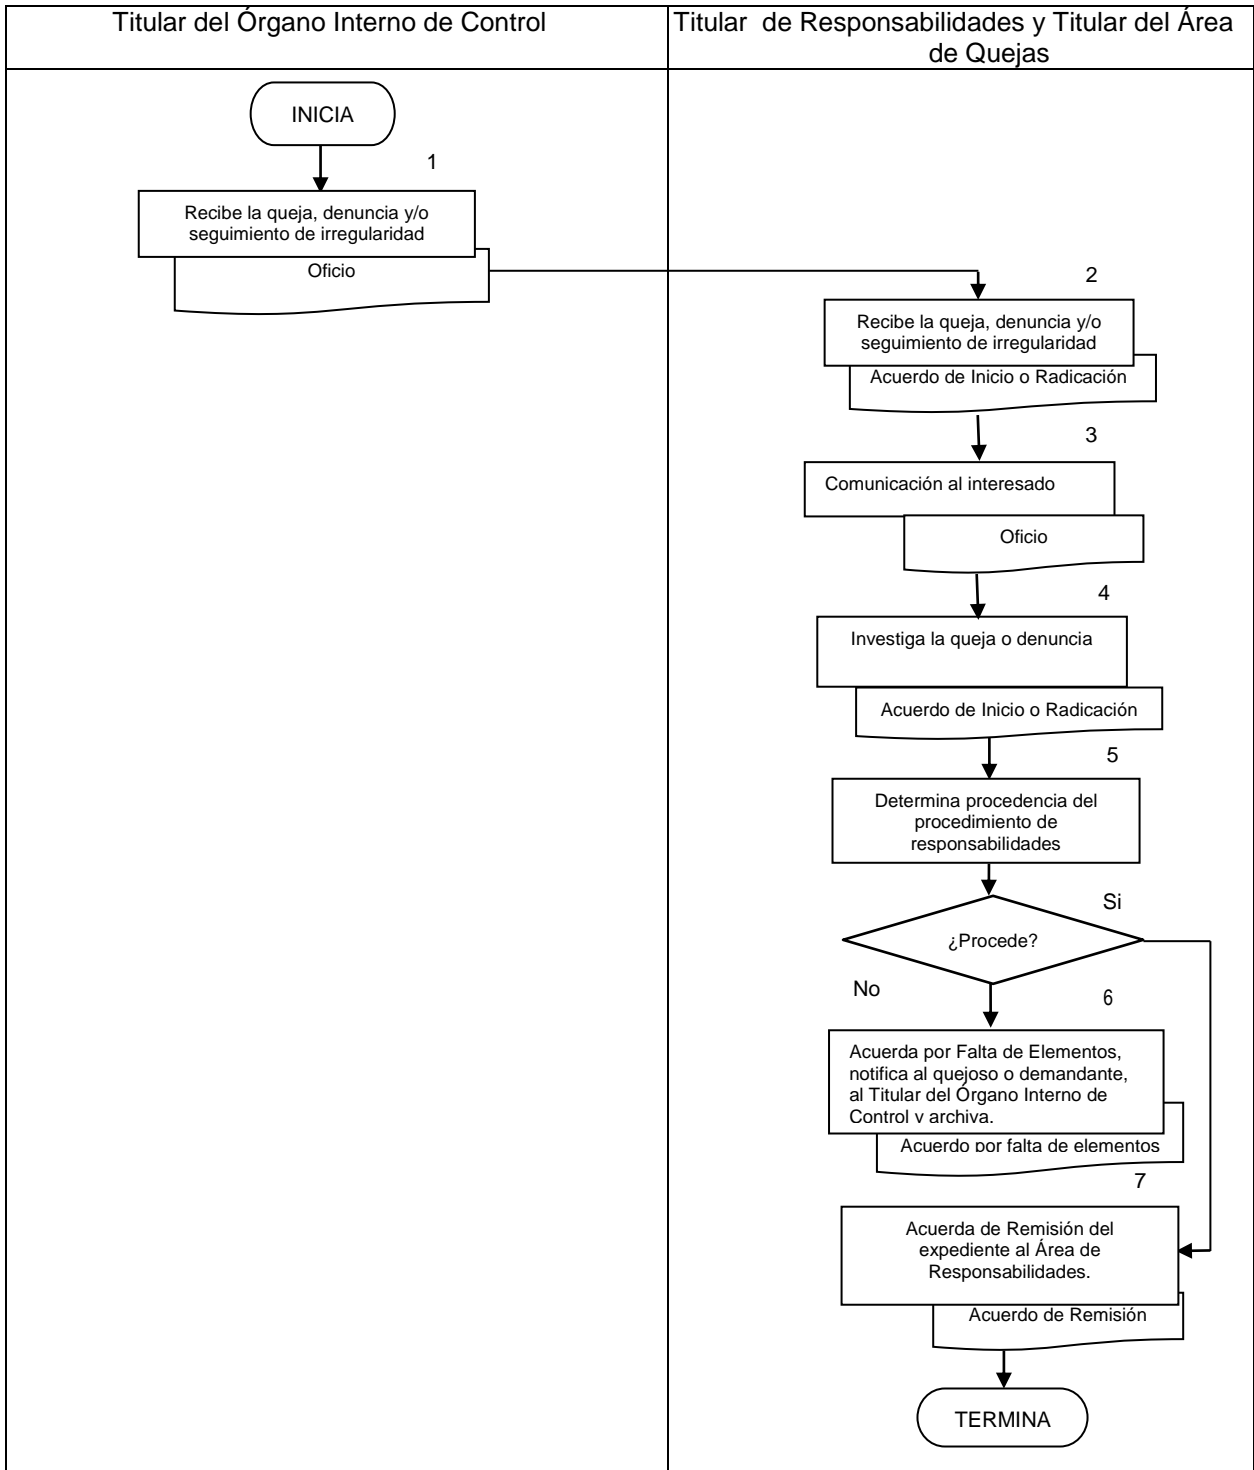 Titular del Órgano Interno de Control
Titular de Responsabilidades y Titular del Área
de Quejas
INICIA
1
Recibe la queja, denuncia y/o
seguimiento de irregularidad
Oficio
2
Recibe la queja, denuncia y/o
seguimiento de irregularidad
Acuerdo de Inicio o Radicación
3
Comunicación al interesado
Oficio
4
Investiga la queja o denuncia
Acuerdo de Inicio o Radicación
5
Determina procedencia del
procedimiento de
responsabilidades
Si
¿Procede?
No
6
Acuerda por Falta de Elementos,
notifica al quejoso o demandante,
al Titular del Órgano Interno de
Control y archiva.
Acuerdo por falta de elementos
7
Acuerda de Remisión del
expediente al Área de
Responsabilidades.
Acuerdo de Remisión
TERMINA